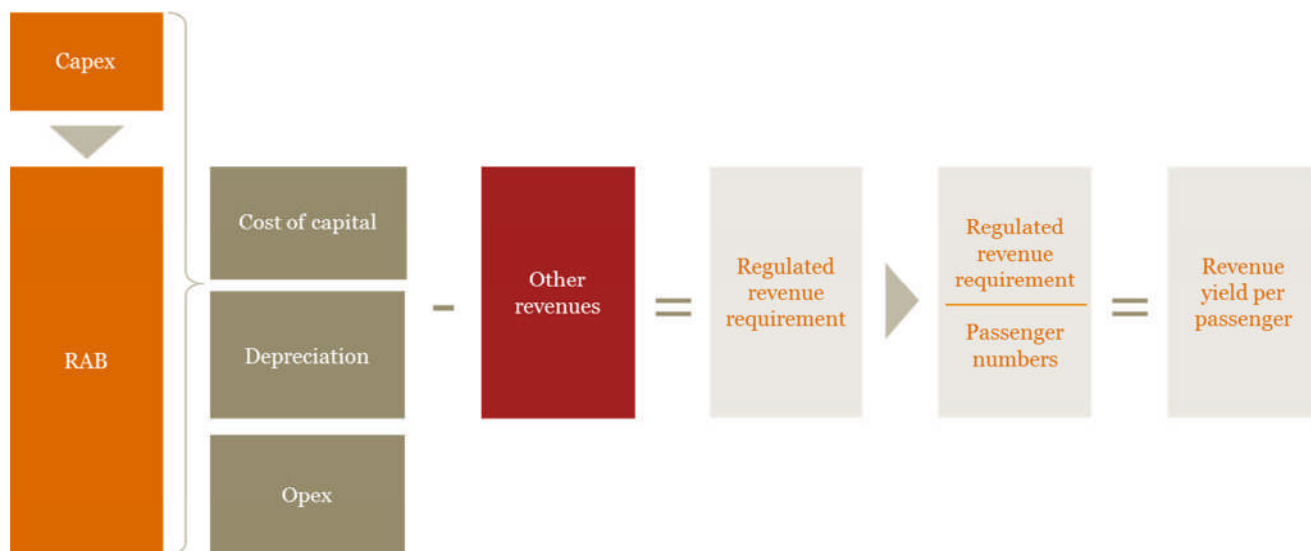 Capex
RAB
Cost of capital
Depreciation
Opex
-
Other
revenues
=
Regulated
revenue
requirement
Regulated
revenue
requirement
Passenger
numbers
=
Revenue
yield per
passenger